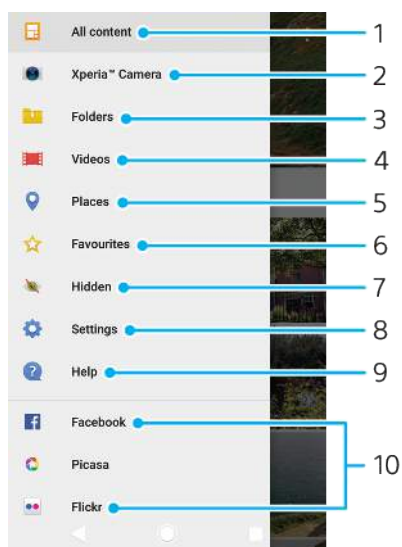 All content 1
Xperia™ Camera 2
Folders 3
Videos 4
Places 5
Favourites 6
Hidden 7
Settings 8
Help 9
Facebook
Picasa 10
Flickr